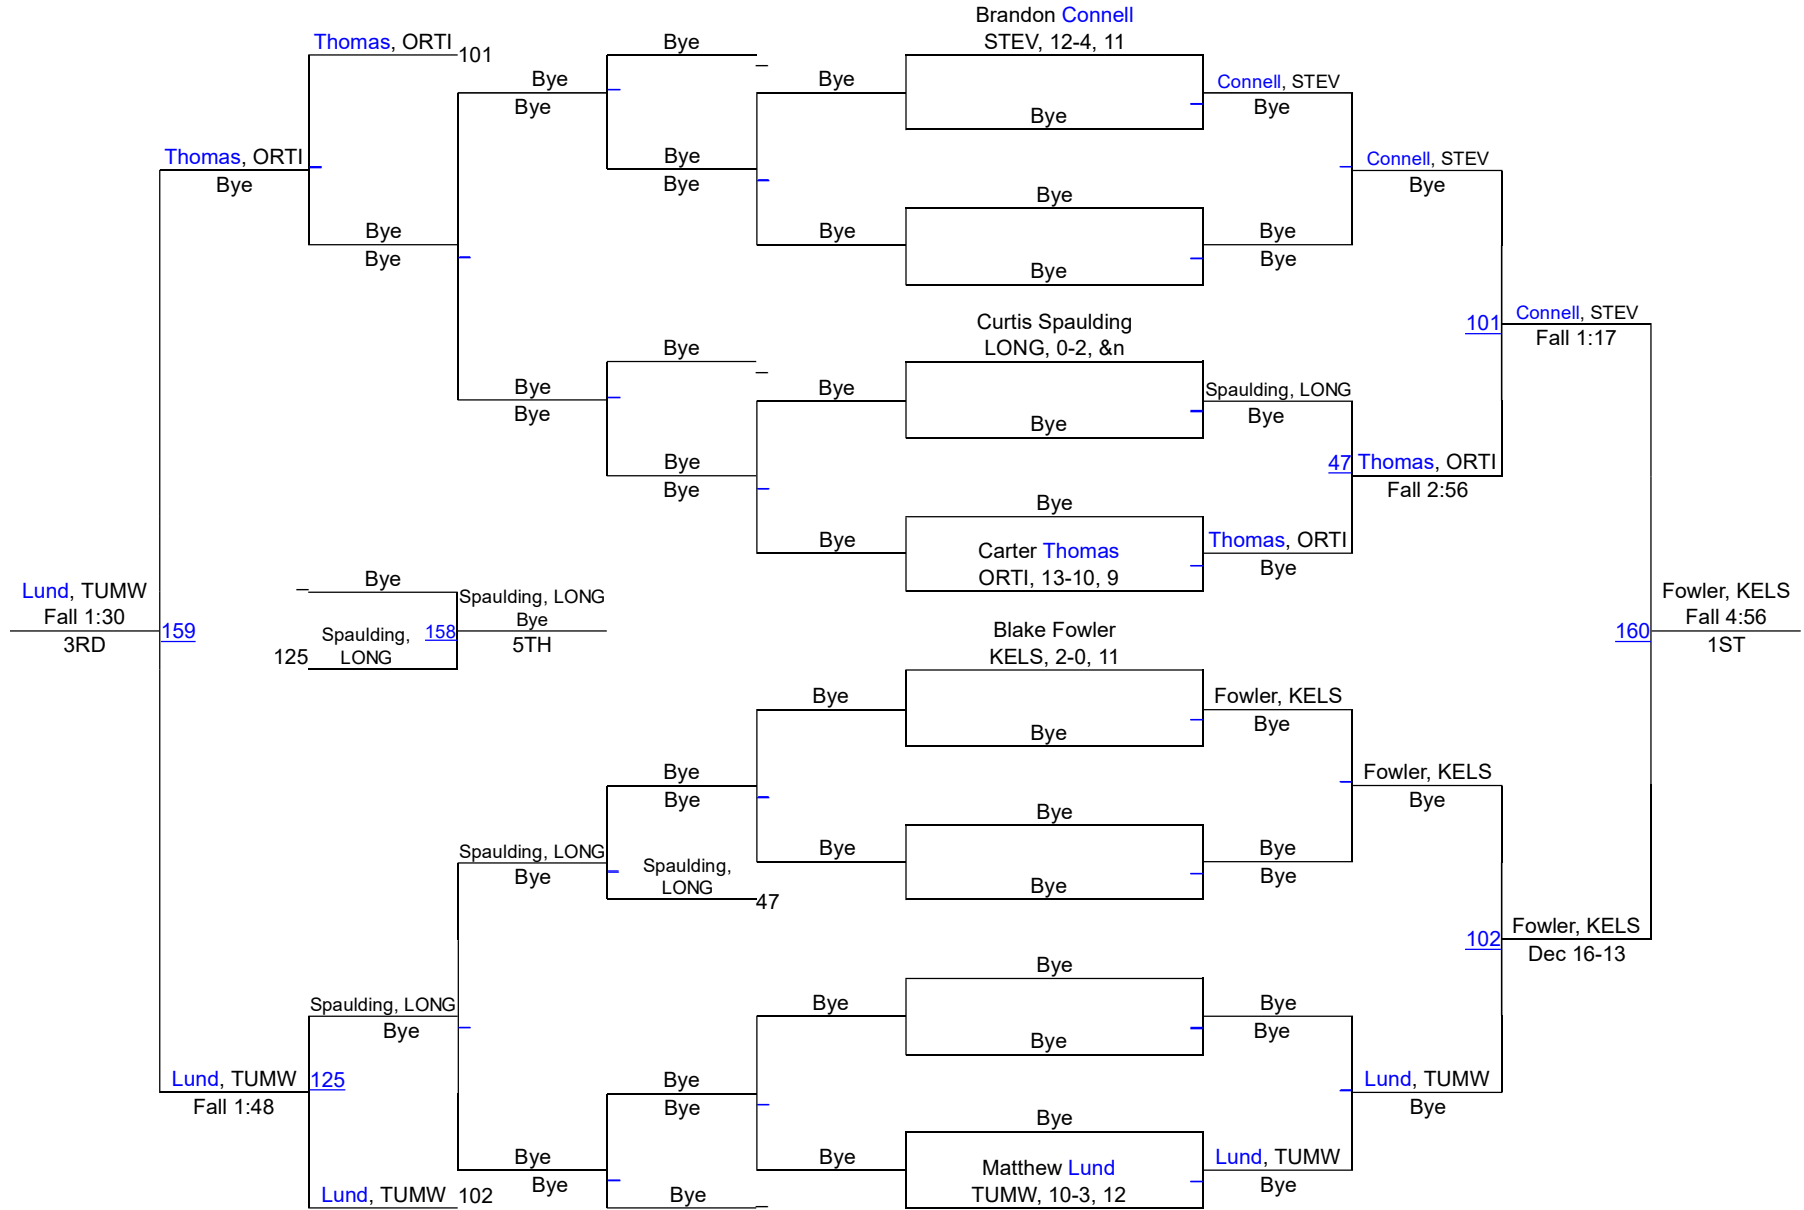 Brandon Connell
STEV, 12-4, 11
Thomas, ORTI
101
Bye
Bye
Bye
Bye
Connell, STEV
Bye
Bye
Bye
Bye
Bye
Thomas, ORTI
Bye
Connell, STEV
Bye
Bye
Bye
Bye
Bye
Bye
Bye
Bye
Bye
Curtis Spaulding
LONG, 0-2, &n
101
Connell, STEV
Fall 1:17
Bye
Bye
Bye
Bye
Bye
Spaulding, LONG
Bye
Bye
Bye
Bye
47
Thomas, ORTI
Fall 2:56
Bye
Bye
Carter Thomas
ORTI, 13-10, 9
Thomas, ORTI
Bye
Lund, TUMW
Fall 1:30
3RD
159
Bye
Spaulding,
LONG
125
158
Spaulding, LONG
Bye
5TH
Fowler, KELS
Fall 4:56
1ST
160
Blake Fowler
KELS, 2-0, 11
Bye
Bye
Fowler, KELS
Bye
Bye
Bye
Fowler, KELS
Bye
Bye
Spaulding, LONG
Bye
Spaulding,
LONG
47
Bye
Bye
Bye
Bye
102
Fowler, KELS
Dec 16-13
Bye
Bye
Bye
Bye
Bye
Spaulding, LONG
Bye
Lund, TUMW
Fall 1:48
125
Bye
Bye
Lund, TUMW
Bye
Bye
Bye
Bye
Bye
Matthew Lund
TUMW, 10-3, 12
Lund, TUMW
Bye
Lund, TUMW
102
Bye